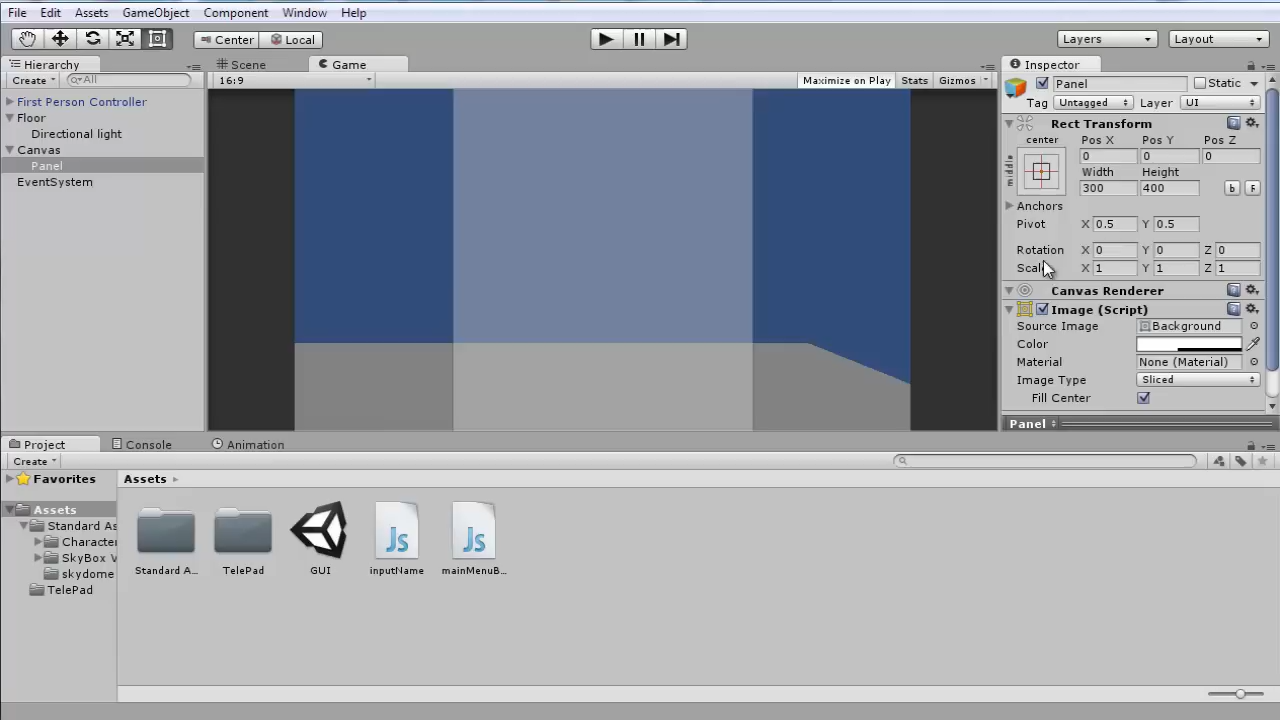 File Edit Assets GameObject Component Window Help
Center Local Layers Layout
Hierarchy Scene Game Inspector
Create All 16:9 Maximize on Play Stats Gizmos
Panel Static
First Person Controller
Tag Untagged Layer UI
Floor
Rect Transform
Directional light
center Pos X Pos Y Pos Z
Canvas
0 0 0
Panel
middle
Width Height
EventSystem
300 400 b F
Anchors
Pivot X 0.5 Y 0.5
Rotation X 0 Y 0 Z 0
Scale X 1 Y 1 Z 1
Canvas Renderer
Image (Script)
Source Image Background
Color
Material None (Material)
Image Type Sliced
Fill Center
Panel
Project Console Animation
Create
Favorites Assets
Assets
Standard As
Character
SkyBox V
skydome
TelePad
Js Js
Standard A... TelePad GUI inputName mainMenuB...